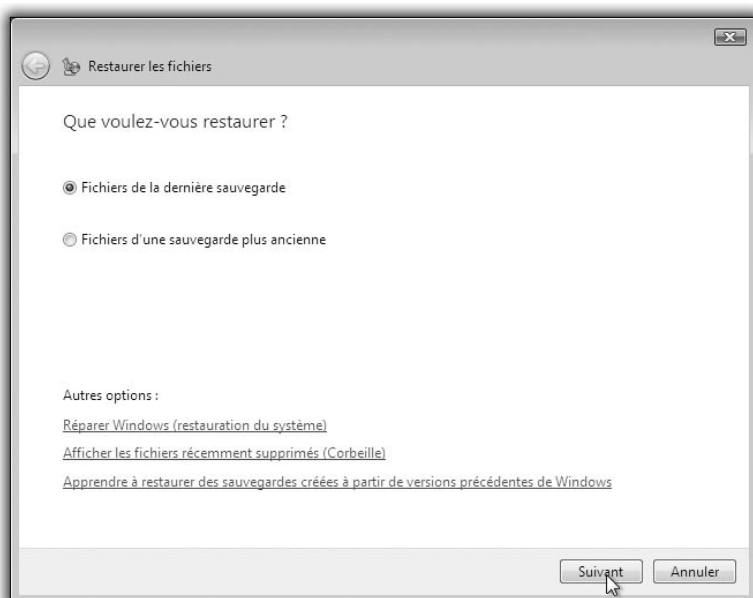 Restaurer les fichiers
Que voulez-vous restaurer ?
Fichiers de la dernière sauvegarde
Fichiers d'une sauvegarde plus ancienne
Autres options :
Réparer Windows (restauration du système)
Afficher les fichiers récemment supprimés (Corbeille)
Apprendre à restaurer des sauvegardes créées à partir de versions précédentes de Windows
Suivant
Annuler